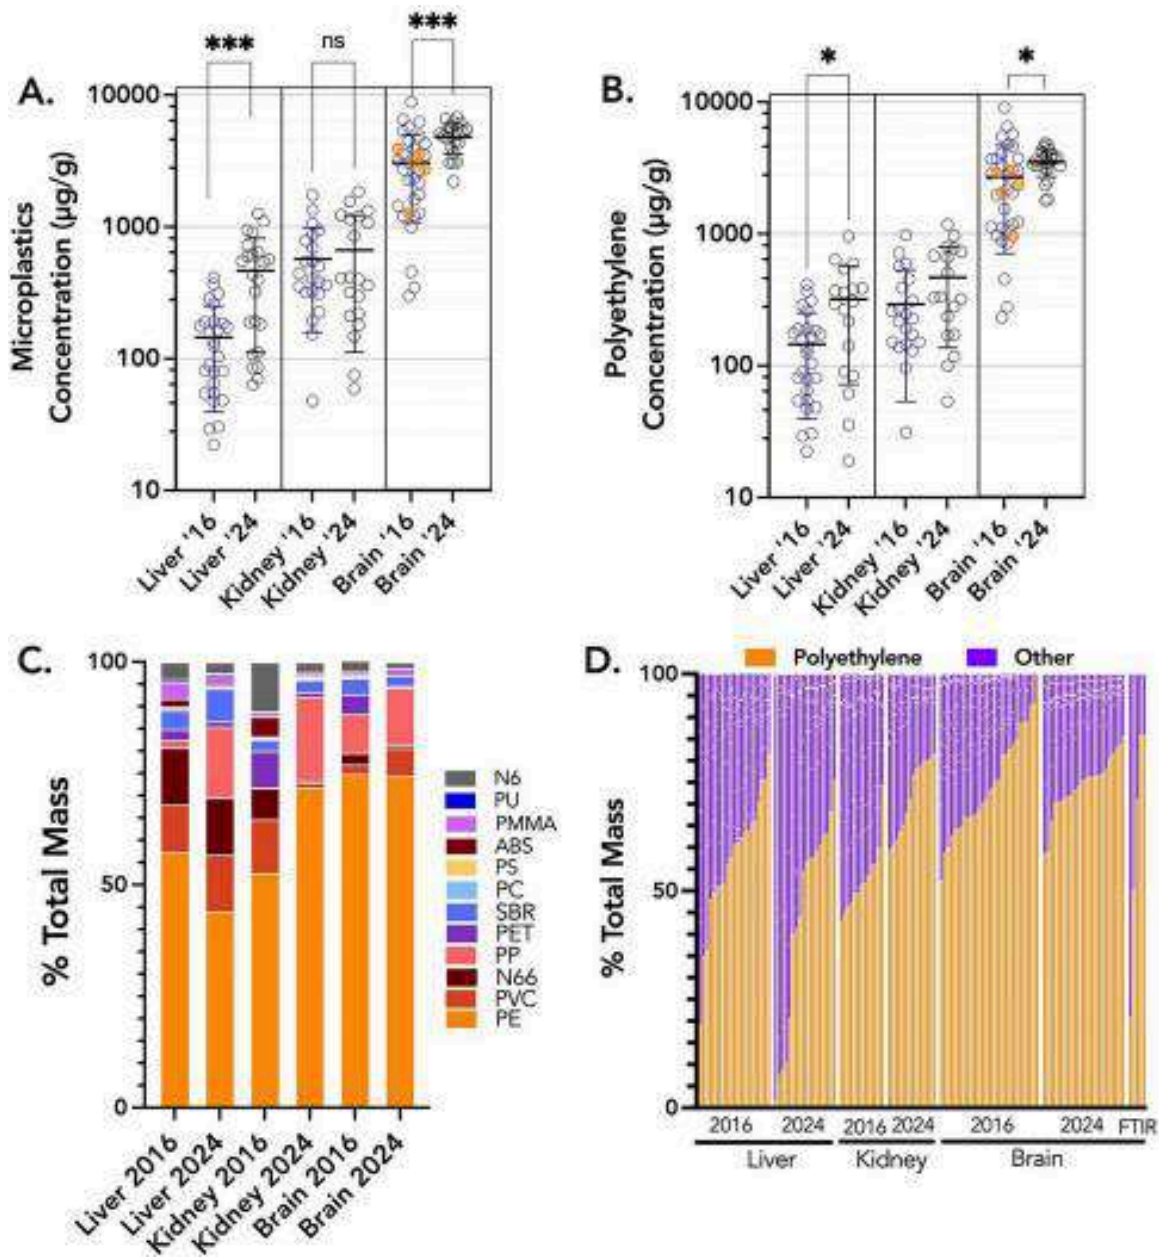 A.
***
ns
***
Microplastics
Concentration (µg/g)
10000
1000
100
10
Liver '16
Liver '24
Kidney '16
Kidney '24
Brain '16
Brain '24
B.
*
*
Polyethylene
Concentration (µg/g)
10000
1000
100
10
Liver '16
Liver '24
Kidney '16
Kidney '24
Brain '16
Brain '24
C.
% Total Mass
100
50
0
Liver 2016
Liver 2024
Kidney 2016
Kidney 2024
Brain 2016
Brain 2024
N6
PU
PMMA
ABS
PS
PC
SBR
PET
PP
N66
PVC
PE
D.
Polyethylene
Other
% Total Mass
100
50
0
2016 2024 2016 2024 2016 2024 FTIR
Liver Kidney Brain